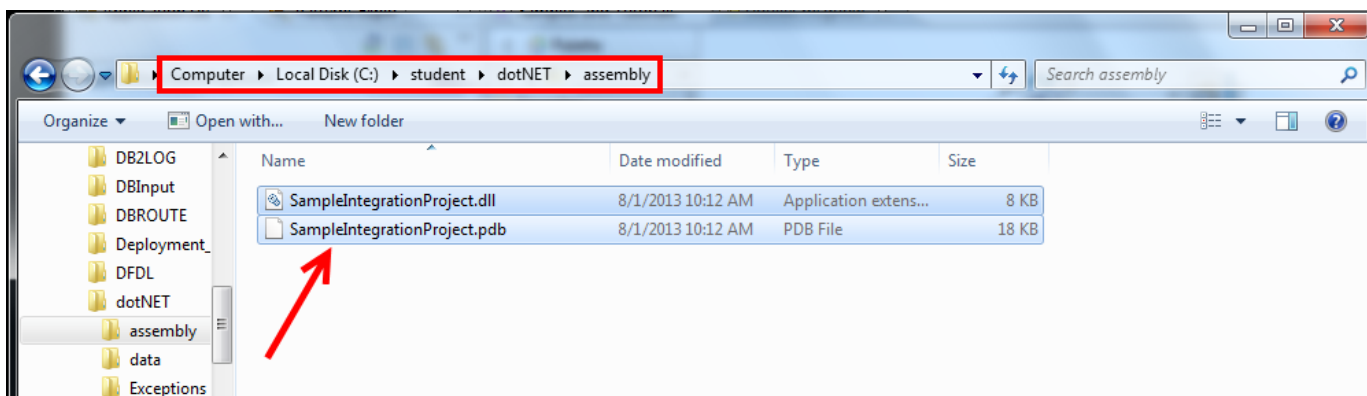 Computer ▸ Local Disk (C:) ▸ student ▸ dotNET ▸ assembly
Search assembly
Organize Open with... New folder
Name Date modified Type Size
SampleIntegrationProject.dll 8/1/2013 10:12 AM Application extens... 8 KB
SampleIntegrationProject.pdb 8/1/2013 10:12 AM PDB File 18 KB
DB2LOG
DBInput
DBROUTE
Deployment_
DFDL
dotNET
assembly
data
Exceptions